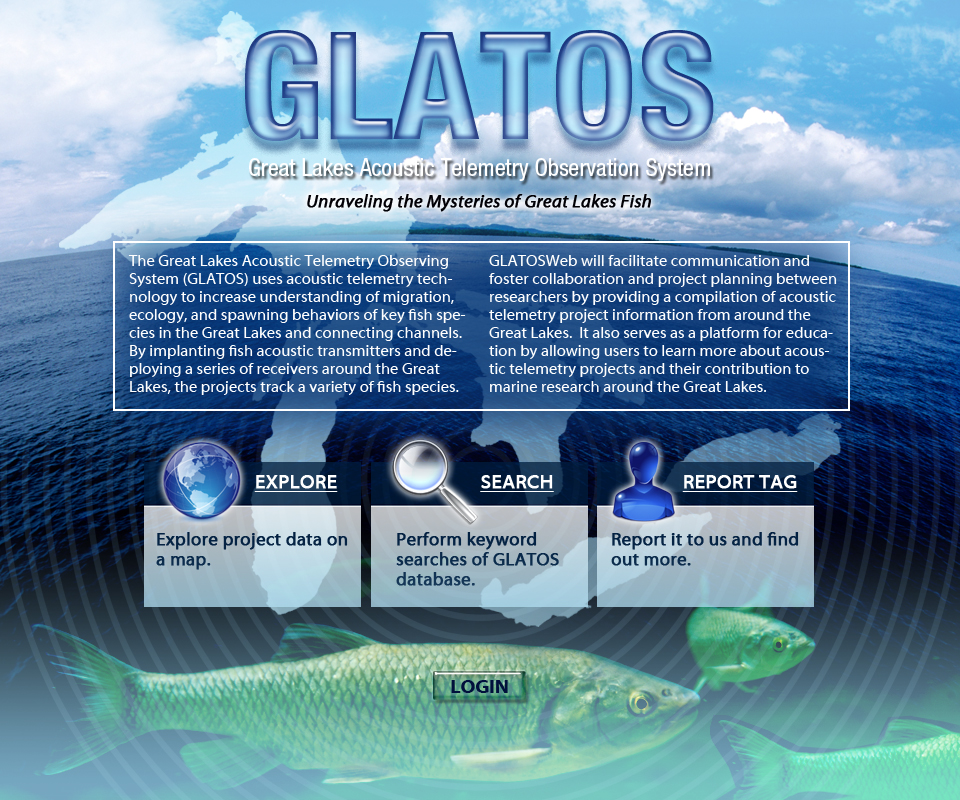 GLATOS
Great Lakes Acoustic Telemetry Observation System
Unraveling the Mysteries of Great Lakes Fish
The Great Lakes Acoustic Telemetry Observing
System (GLATOS) uses acoustic telemetry tech-
nology to increase understanding of migration,
ecology, and spawning behaviors of key fish spe-
cies in the Great Lakes and connecting channels.
By implanting fish acoustic transmitters and de-
ploying a series of receivers around the Great
Lakes, the projects track a variety of fish species.
GLATOSWeb will facilitate communication and
foster collaboration and project planning between
researchers by providing a compilation of acoustic
telemetry project information from around the
Great Lakes. It also serves as a platform for educa-
tion by allowing users to learn more about acous-
tic telemetry projects and their contribution to
marine research around the Great Lakes.
EXPLORE
Explore project data on
a map.
SEARCH
Perform keyword
searches of GLATOS
database.
REPORT TAG
Report it to us and find
out more.
LOGIN